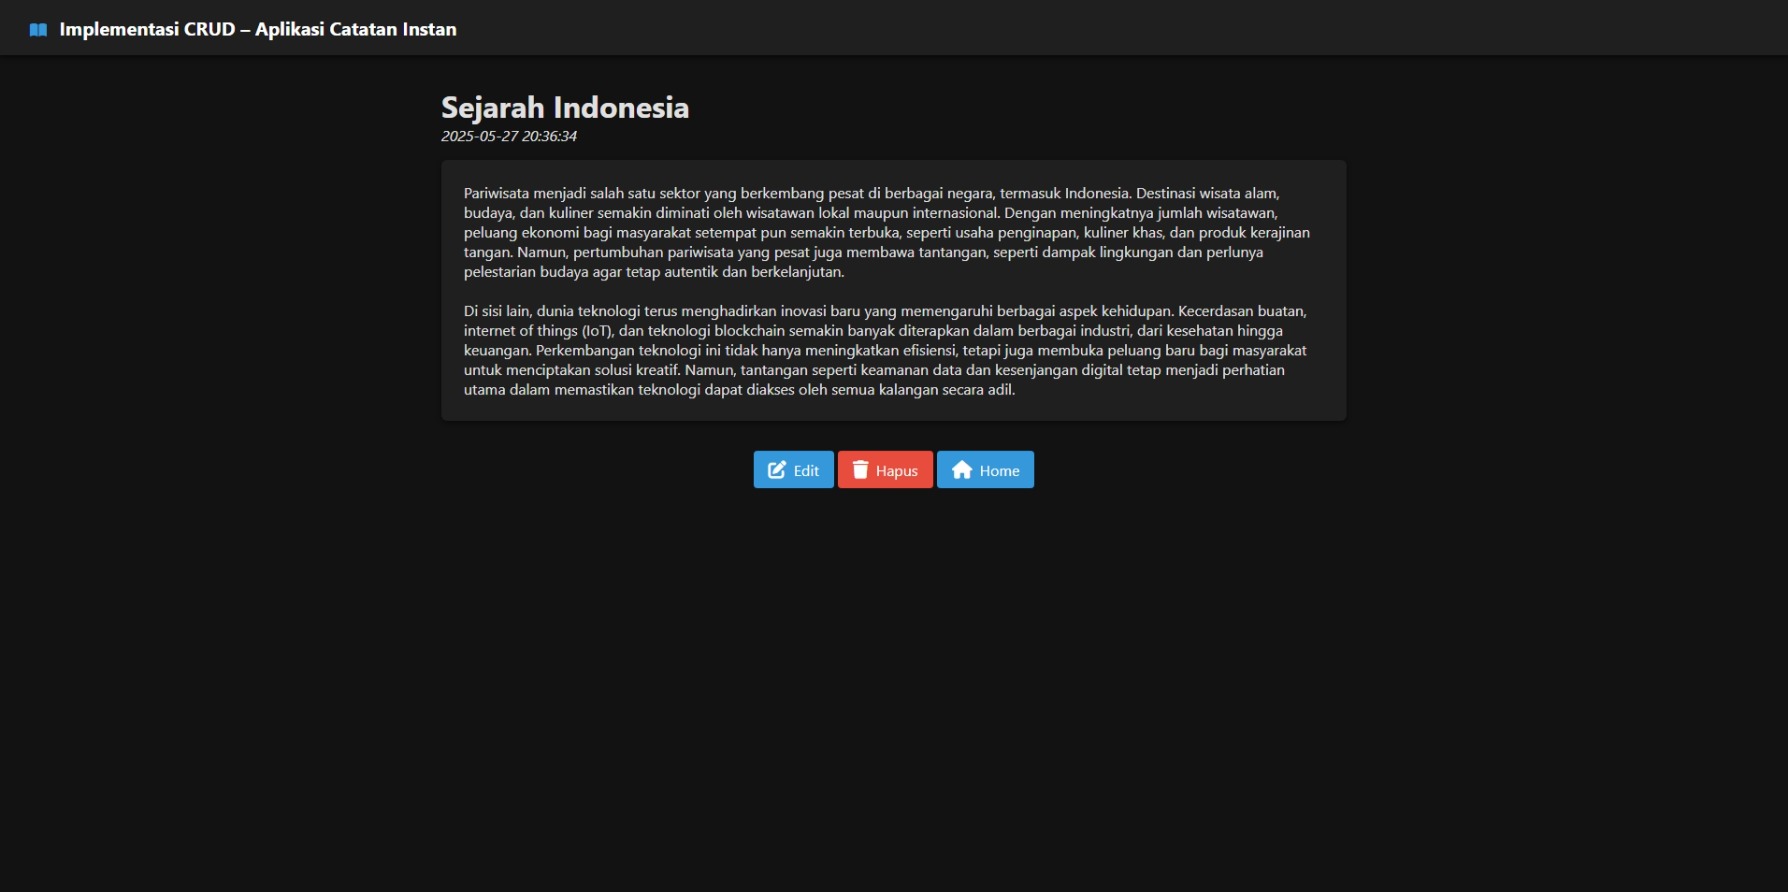 Implementasi CRUD – Aplikasi Catatan Instan
Sejarah Indonesia
2025-05-27 20:36:34
Pariwisata menjadi salah satu sektor yang berkembang pesat di berbagai negara, termasuk Indonesia. Destinasi wisata alam,
budaya, dan kuliner semakin diminati oleh wisatawan lokal maupun internasional. Dengan meningkatnya jumlah wisatawan,
peluang ekonomi bagi masyarakat setempat pun semakin terbuka, seperti usaha penginapan, kuliner khas, dan produk kerajinan
tangan. Namun, pertumbuhan pariwisata yang pesat juga membawa tantangan, seperti dampak lingkungan dan perlunya
pelestarian budaya agar tetap autentik dan berkelanjutan.
Di sisi lain, dunia teknologi terus menghadirkan inovasi baru yang memengaruhi berbagai aspek kehidupan. Kecerdasan buatan,
internet of things (IoT), dan teknologi blockchain semakin banyak diterapkan dalam berbagai industri, dari kesehatan hingga
keuangan. Perkembangan teknologi ini tidak hanya meningkatkan efisiensi, tetapi juga membuka peluang baru bagi masyarakat
untuk menciptakan solusi kreatif. Namun, tantangan seperti keamanan data dan kesenjangan digital tetap menjadi perhatian
utama dalam memastikan teknologi dapat diakses oleh semua kalangan secara adil.
Edit Hapus Home